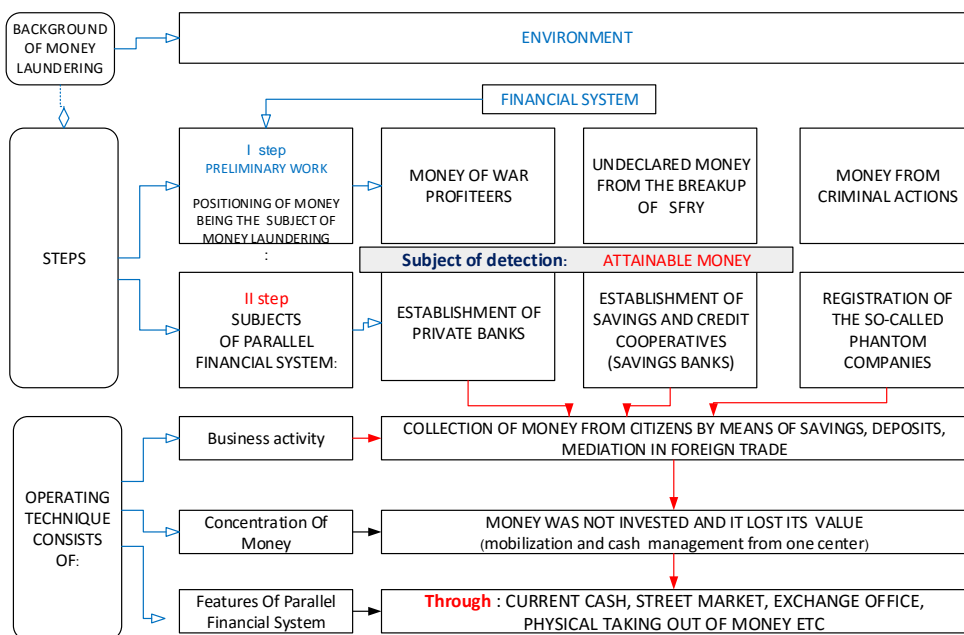 BACKGROUND
OF MONEY
LAUNDERING
ENVIRONMENT
FINANCIAL SYSTEM
STEPS
I step
PRELIMINARY WORK
POSITIONING OF MONEY
BEING THE SUBJECT OF
MONEY LAUNDERING
:
MONEY OF WAR
PROFITEERS
UNDECLARED MONEY
FROM THE BREAKUP
OF SFRY
MONEY FROM
CRIMINAL ACTIONS
Subject of detection: ATTAINABLE MONEY
II step
SUBJECTS
OF PARALLEL
FINANCIAL SYSTEM:
ESTABLISHMENT OF
PRIVATE BANKS
ESTABLISHMENT OF
SAVINGS AND CREDIT
COOPERATIVES
(SAVINGS BANKS)
REGISTRATION OF
THE SO-CALLED
PHANTOM
COMPANIES
OPERATING
TECHNIQUE
CONSISTS
OF:
Business activity
COLLECTION OF MONEY FROM CITIZENS BY MEANS OF SAVINGS, DEPOSITS,
MEDIATION IN FOREIGN TRADE
Concentration Of
Money
MONEY WAS NOT INVESTED AND IT LOST ITS VALUE
(mobilization and cash management from one center)
Features Of Parallel
Financial System
Through : CURRENT CASH, STREET MARKET, EXCHANGE OFFICE,
PHYSICAL TAKING OUT OF MONEY ETC